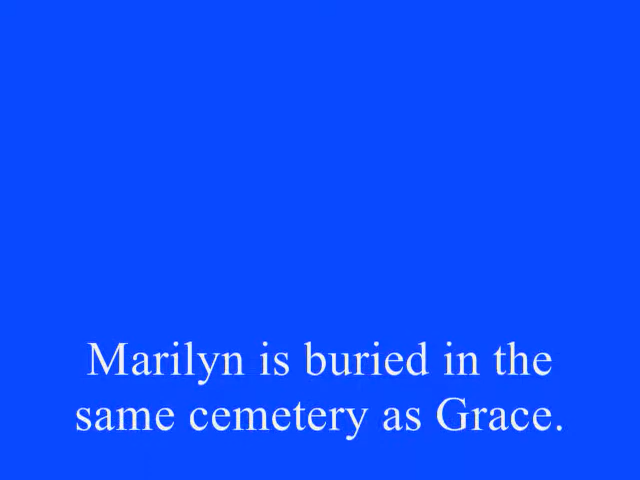 Marilyn is buried in the
same cemetery as Grace.